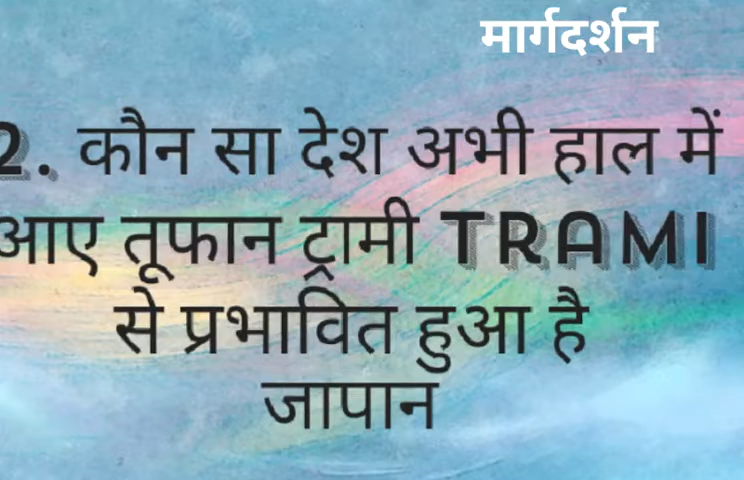 मार्गदर्शन
2. कौन सा देश अभी हाल में
आए तूफान ट्रामी TRAMI
से प्रभावित हुआ है
जापान